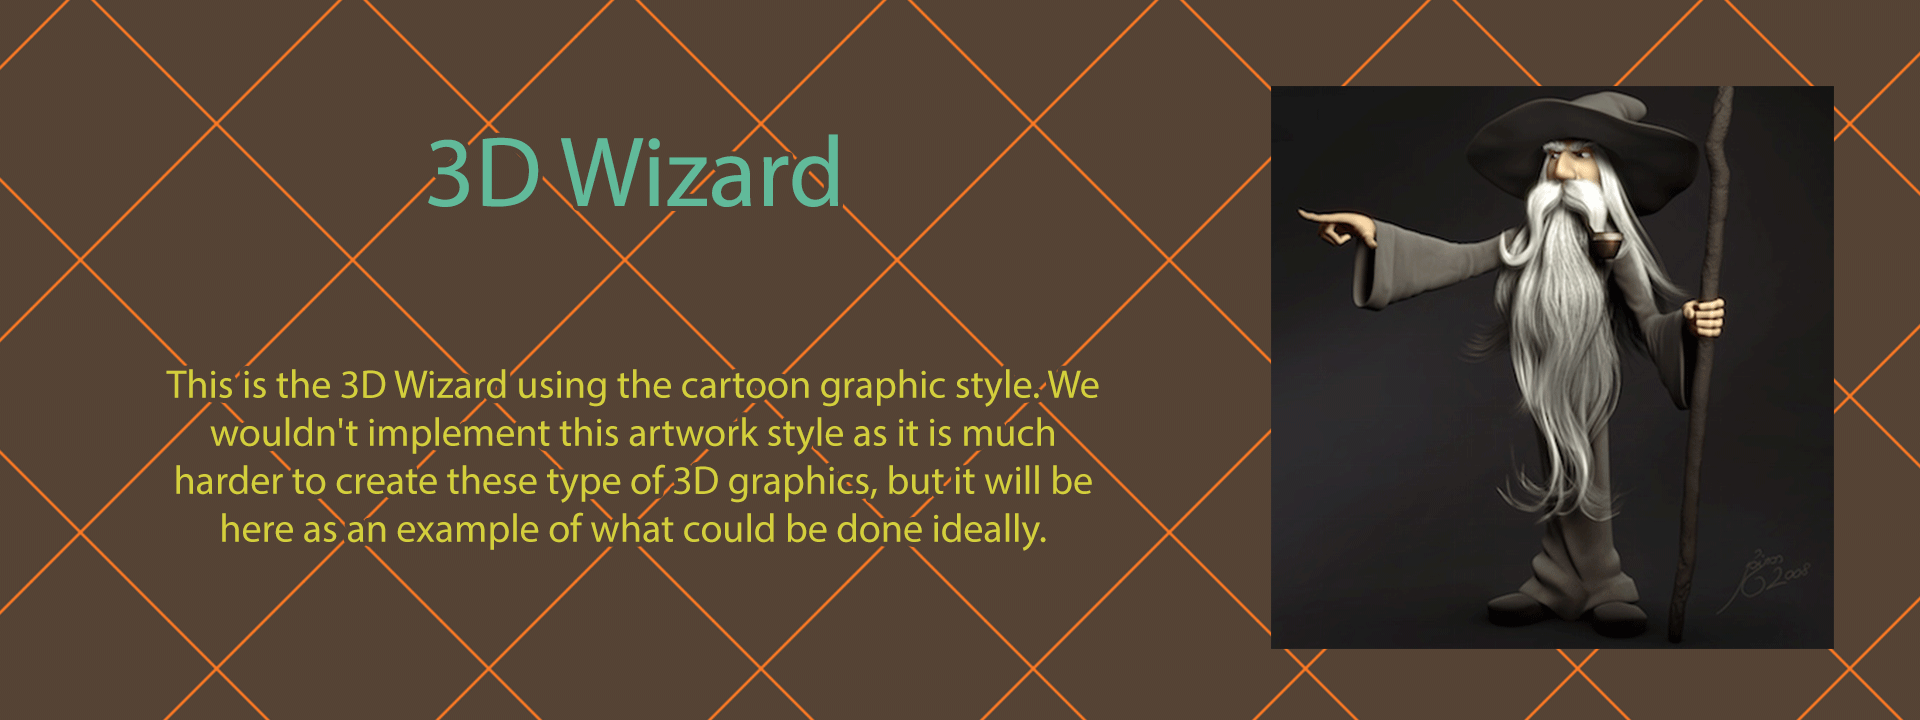 3D Wizard
This is the 3D Wizard using the cartoon graphic style. We
wouldn't implement this artwork style as it is much
harder to create these type of 3D graphics, but it will be
here as an example of what could be done ideally.
2008